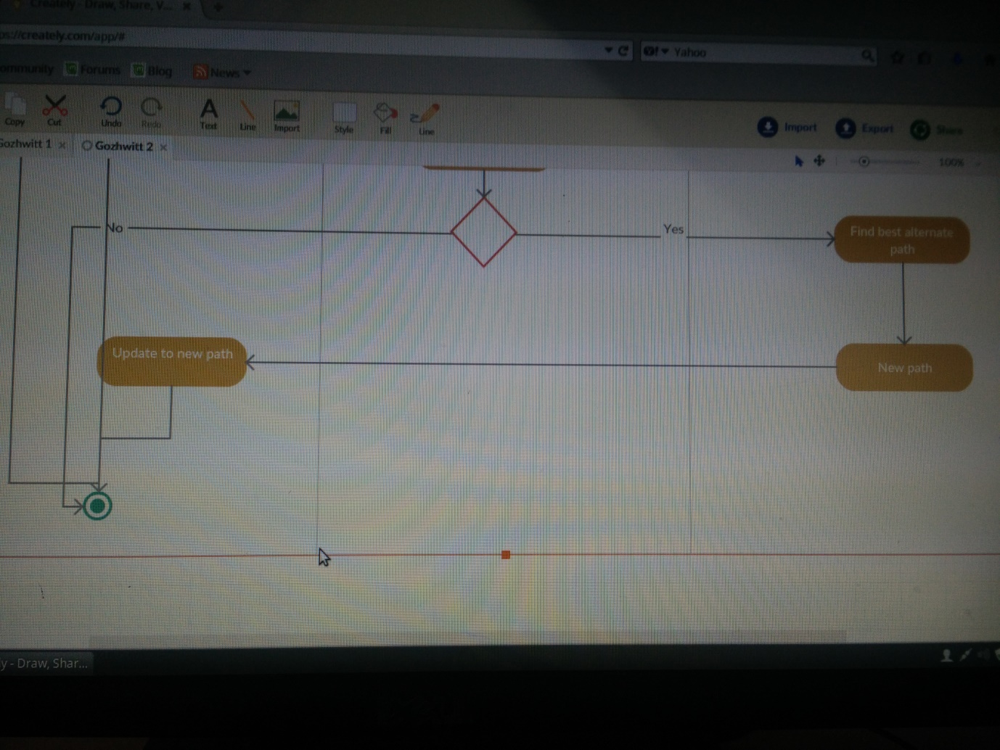 Creately - Draw, Share, V...
ps://creately.com/app/#
Yahoo
ommunity Forums Blog News
Copy Cut Undo Redo Text Line Import Style Fill Line Import Export Share
Gozhwitt 1 Gozhwitt 2
100%
No
Yes
Find best alternate
path
Update to new path
New path
y - Draw, Shar...